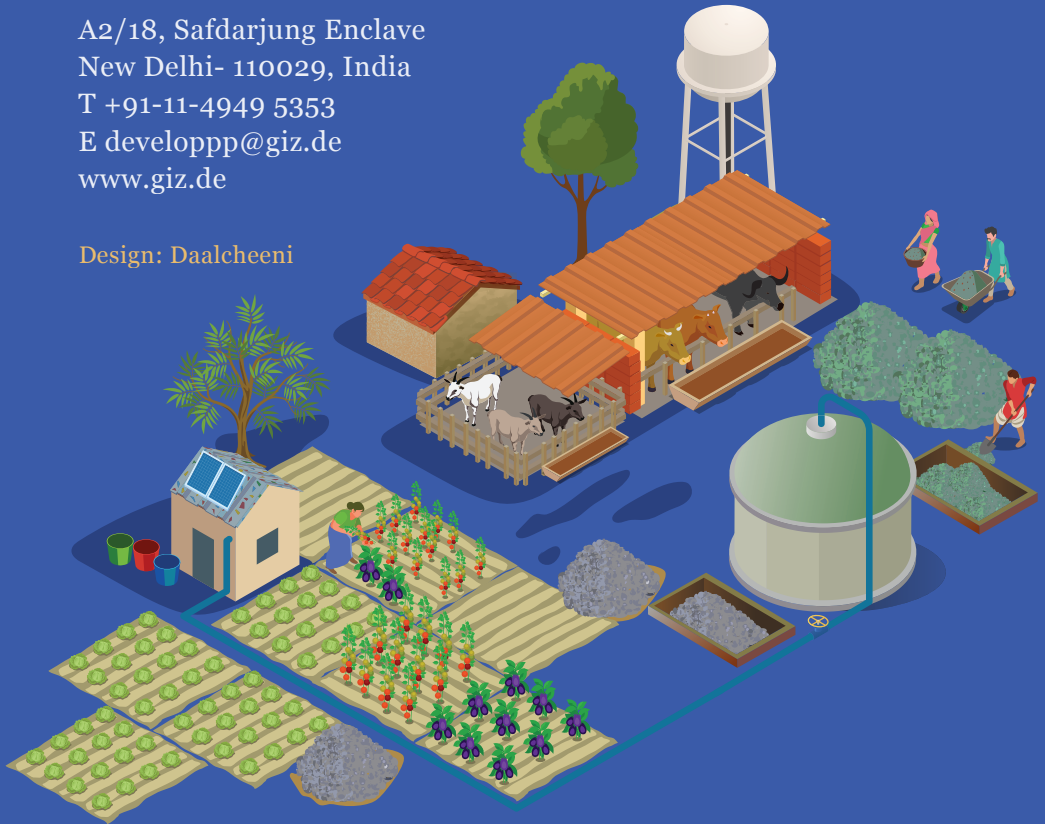 A2/18, Safdarjung Enclave
New Delhi- 110029, India
T +91-11-4949 5353
E developpp@giz.de
www.giz.de
Design: Daalcheeni